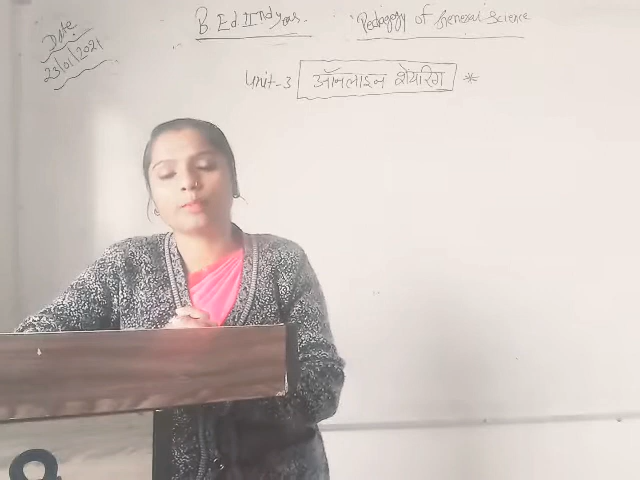 B.Ed IInd year. Pedagogy of General Science
Date:
23/01/2021
Unit-3 ऑनलाइन शेयरिंग *